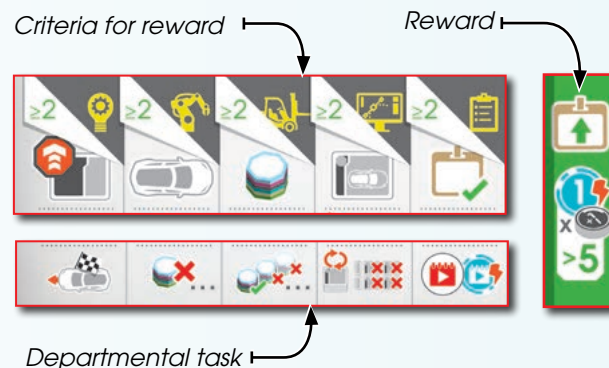 Criteria for reward
Reward
≥2 ≥2 ≥2 ≥2 ≥2
1
x
>5
Departmental task